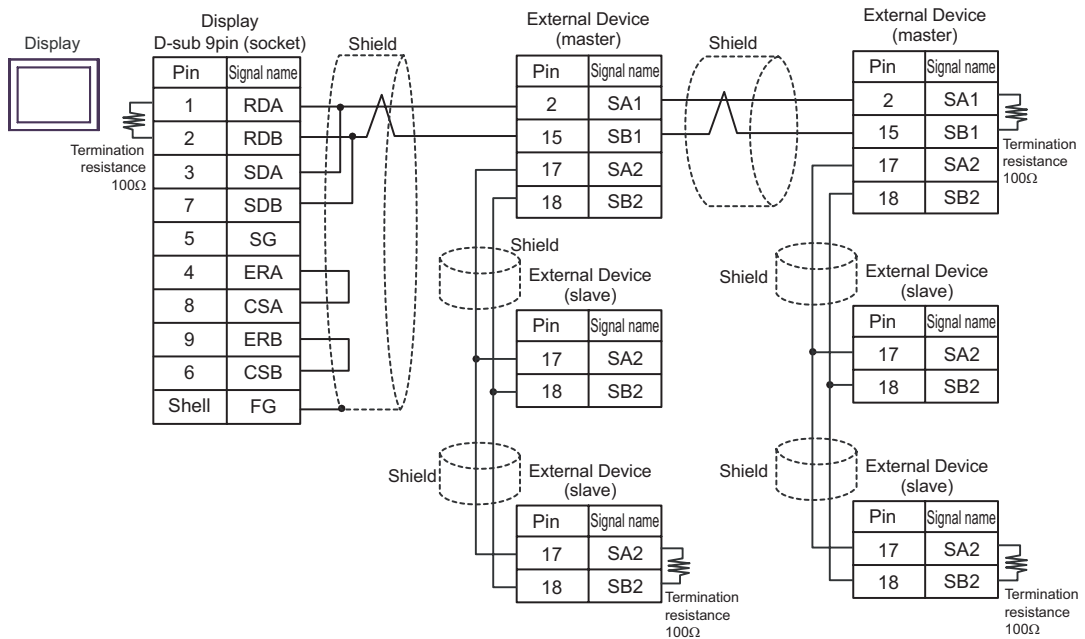 Display
Display
D-sub 9pin (socket)
Pin Signal name
1 RDA
2 RDB
3 SDA
7 SDB
5 SG
4 ERA
8 CSA
9 ERB
6 CSB
Shell FG
Termination
resistance
100Ω
Shield
External Device
(master)
Pin Signal name
2 SA1
15 SB1
17 SA2
18 SB2
Shield
External Device
(master)
Pin Signal name
2 SA1
15 SB1
17 SA2
18 SB2
Termination
resistance
100Ω
Shield
External Device
(slave)
Pin Signal name
17 SA2
18 SB2
Shield
External Device
(slave)
Pin Signal name
17 SA2
18 SB2
Shield
External Device
(slave)
Pin Signal name
17 SA2
18 SB2
Termination
resistance
100Ω
Shield
External Device
(slave)
Pin Signal name
17 SA2
18 SB2
Termination
resistance
100Ω